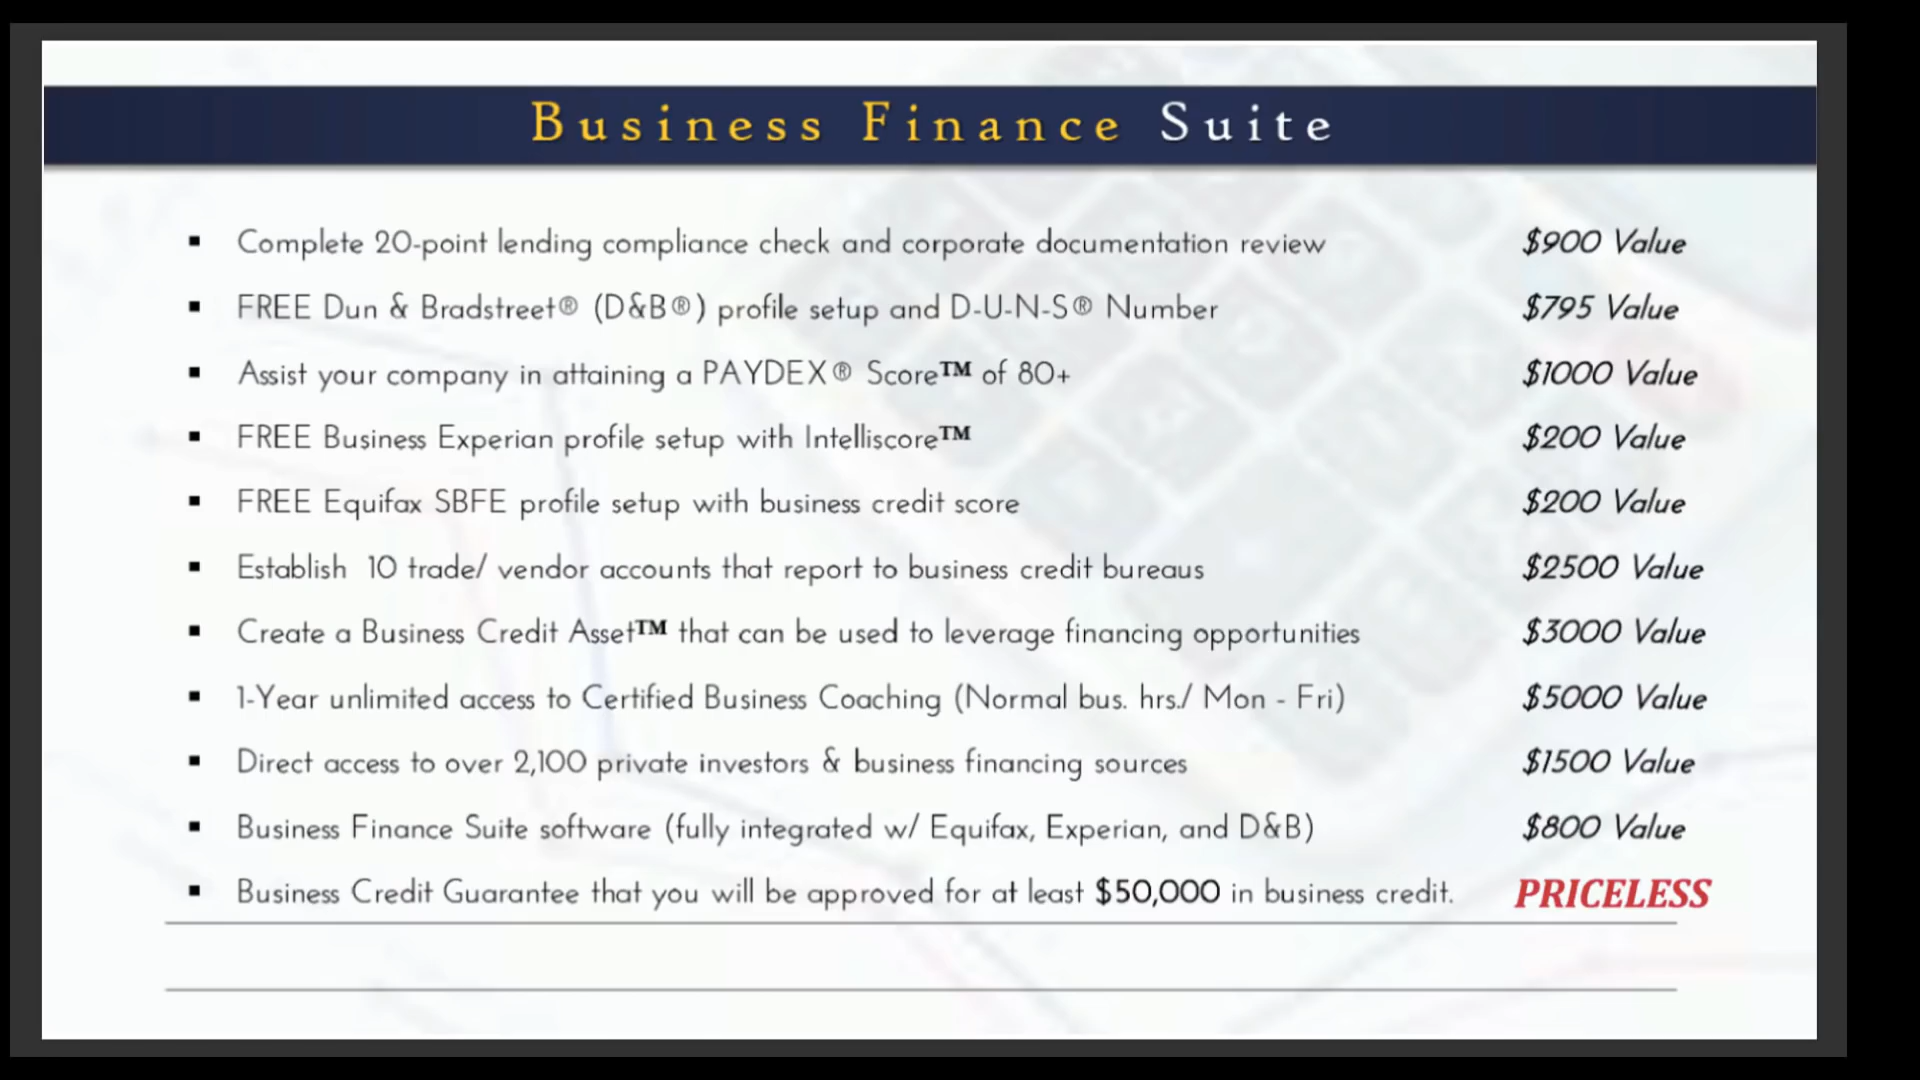 Business Finance Suite
▪ Complete 20-point lending compliance check and corporate documentation review $900 Value
▪ FREE Dun & Bradstreet® (D&B®) profile setup and D-U-N-S® Number $795 Value
▪ Assist your company in attaining a PAYDEX® Score™ of 80+ $1000 Value
▪ FREE Business Experian profile setup with Intelliscore™ $200 Value
▪ FREE Equifax SBFE profile setup with business credit score $200 Value
▪ Establish 10 trade/ vendor accounts that report to business credit bureaus $2500 Value
▪ Create a Business Credit Asset™ that can be used to leverage financing opportunities $3000 Value
▪ 1-Year unlimited access to Certified Business Coaching (Normal bus. hrs./ Mon - Fri) $5000 Value
▪ Direct access to over 2,100 private investors & business financing sources $1500 Value
▪ Business Finance Suite software (fully integrated w/ Equifax, Experian, and D&B) $800 Value
▪ Business Credit Guarantee that you will be approved for at least $50,000 in business credit. PRICELESS